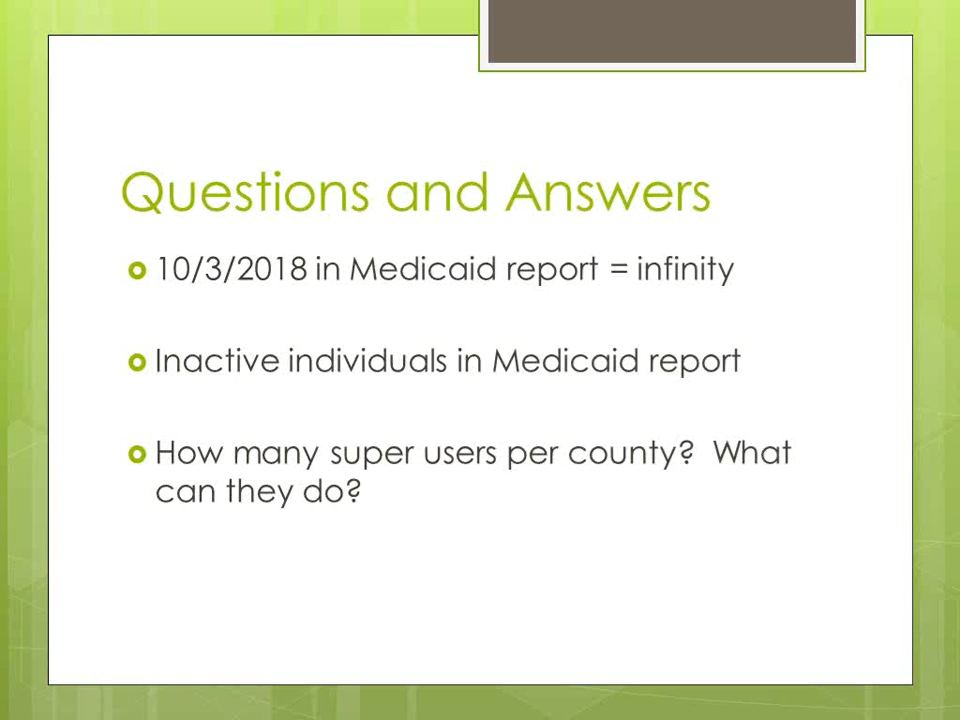 Questions and Answers
10/3/2018 in Medicaid report = infinity
Inactive individuals in Medicaid report
How many super users per county?  What
can they do?